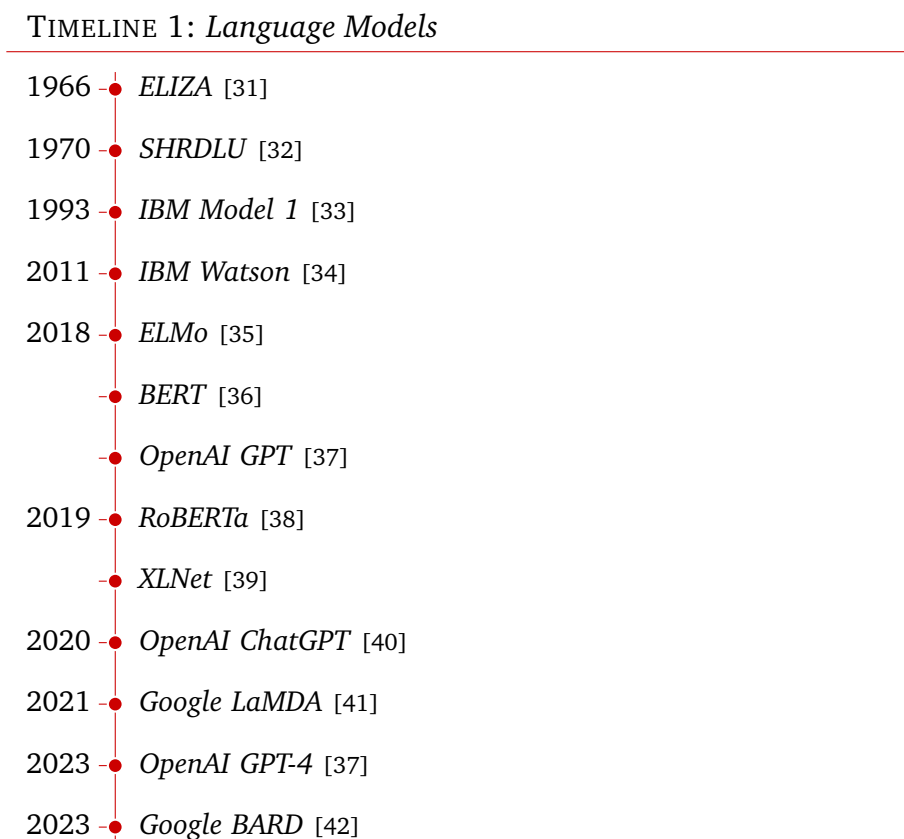 TIMELINE 1: Language Models
1966 ELIZA [31]
1970 SHRDLU [32]
1993 IBM Model 1 [33]
2011 IBM Watson [34]
2018 ELMo [35]
BERT [36]
OpenAI GPT [37]
2019 RoBERTa [38]
XLNet [39]
2020 OpenAI ChatGPT [40]
2021 Google LaMDA [41]
2023 OpenAI GPT-4 [37]
2023 Google BARD [42]